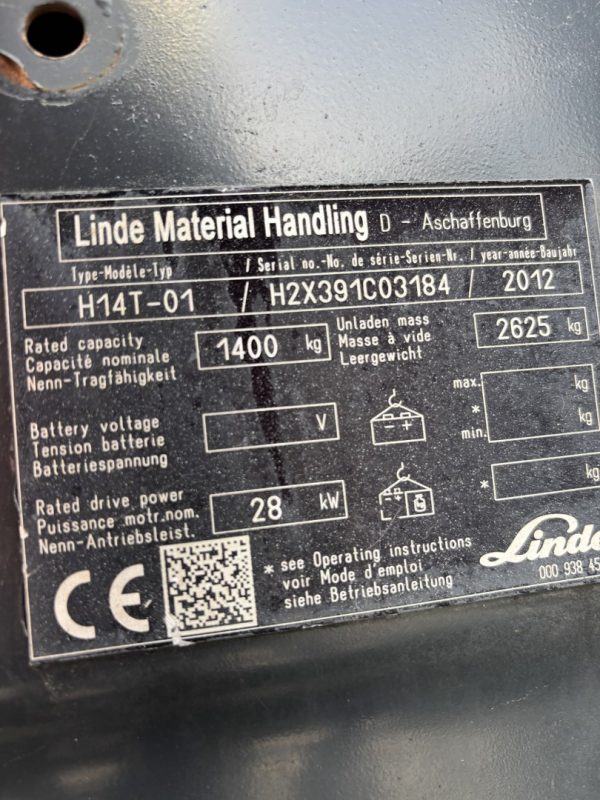 Linde Material Handling D - Aschaffenburg
Type-Modèle-Typ / Serial no.-No. de série-Serien-Nr. / year-année-Baujahr
H14T-01 / H2X391C03184 / 2012
Rated capacity
Capacité nominale
Nenn-Tragfähigkeit
1400 kg
Unladen mass
Masse à vide
Leergewicht
2625 kg
Battery voltage
Tension batterie
Batteriespannung
V
max. kg
* kg
min.
Rated drive power
Puissance motr.nom.
Nenn-Antriebsleist.
28 kW
* kg
CE
* see Operating instructions
voir Mode d'emploi
siehe Betriebsanleitung
Linde
000 938 45